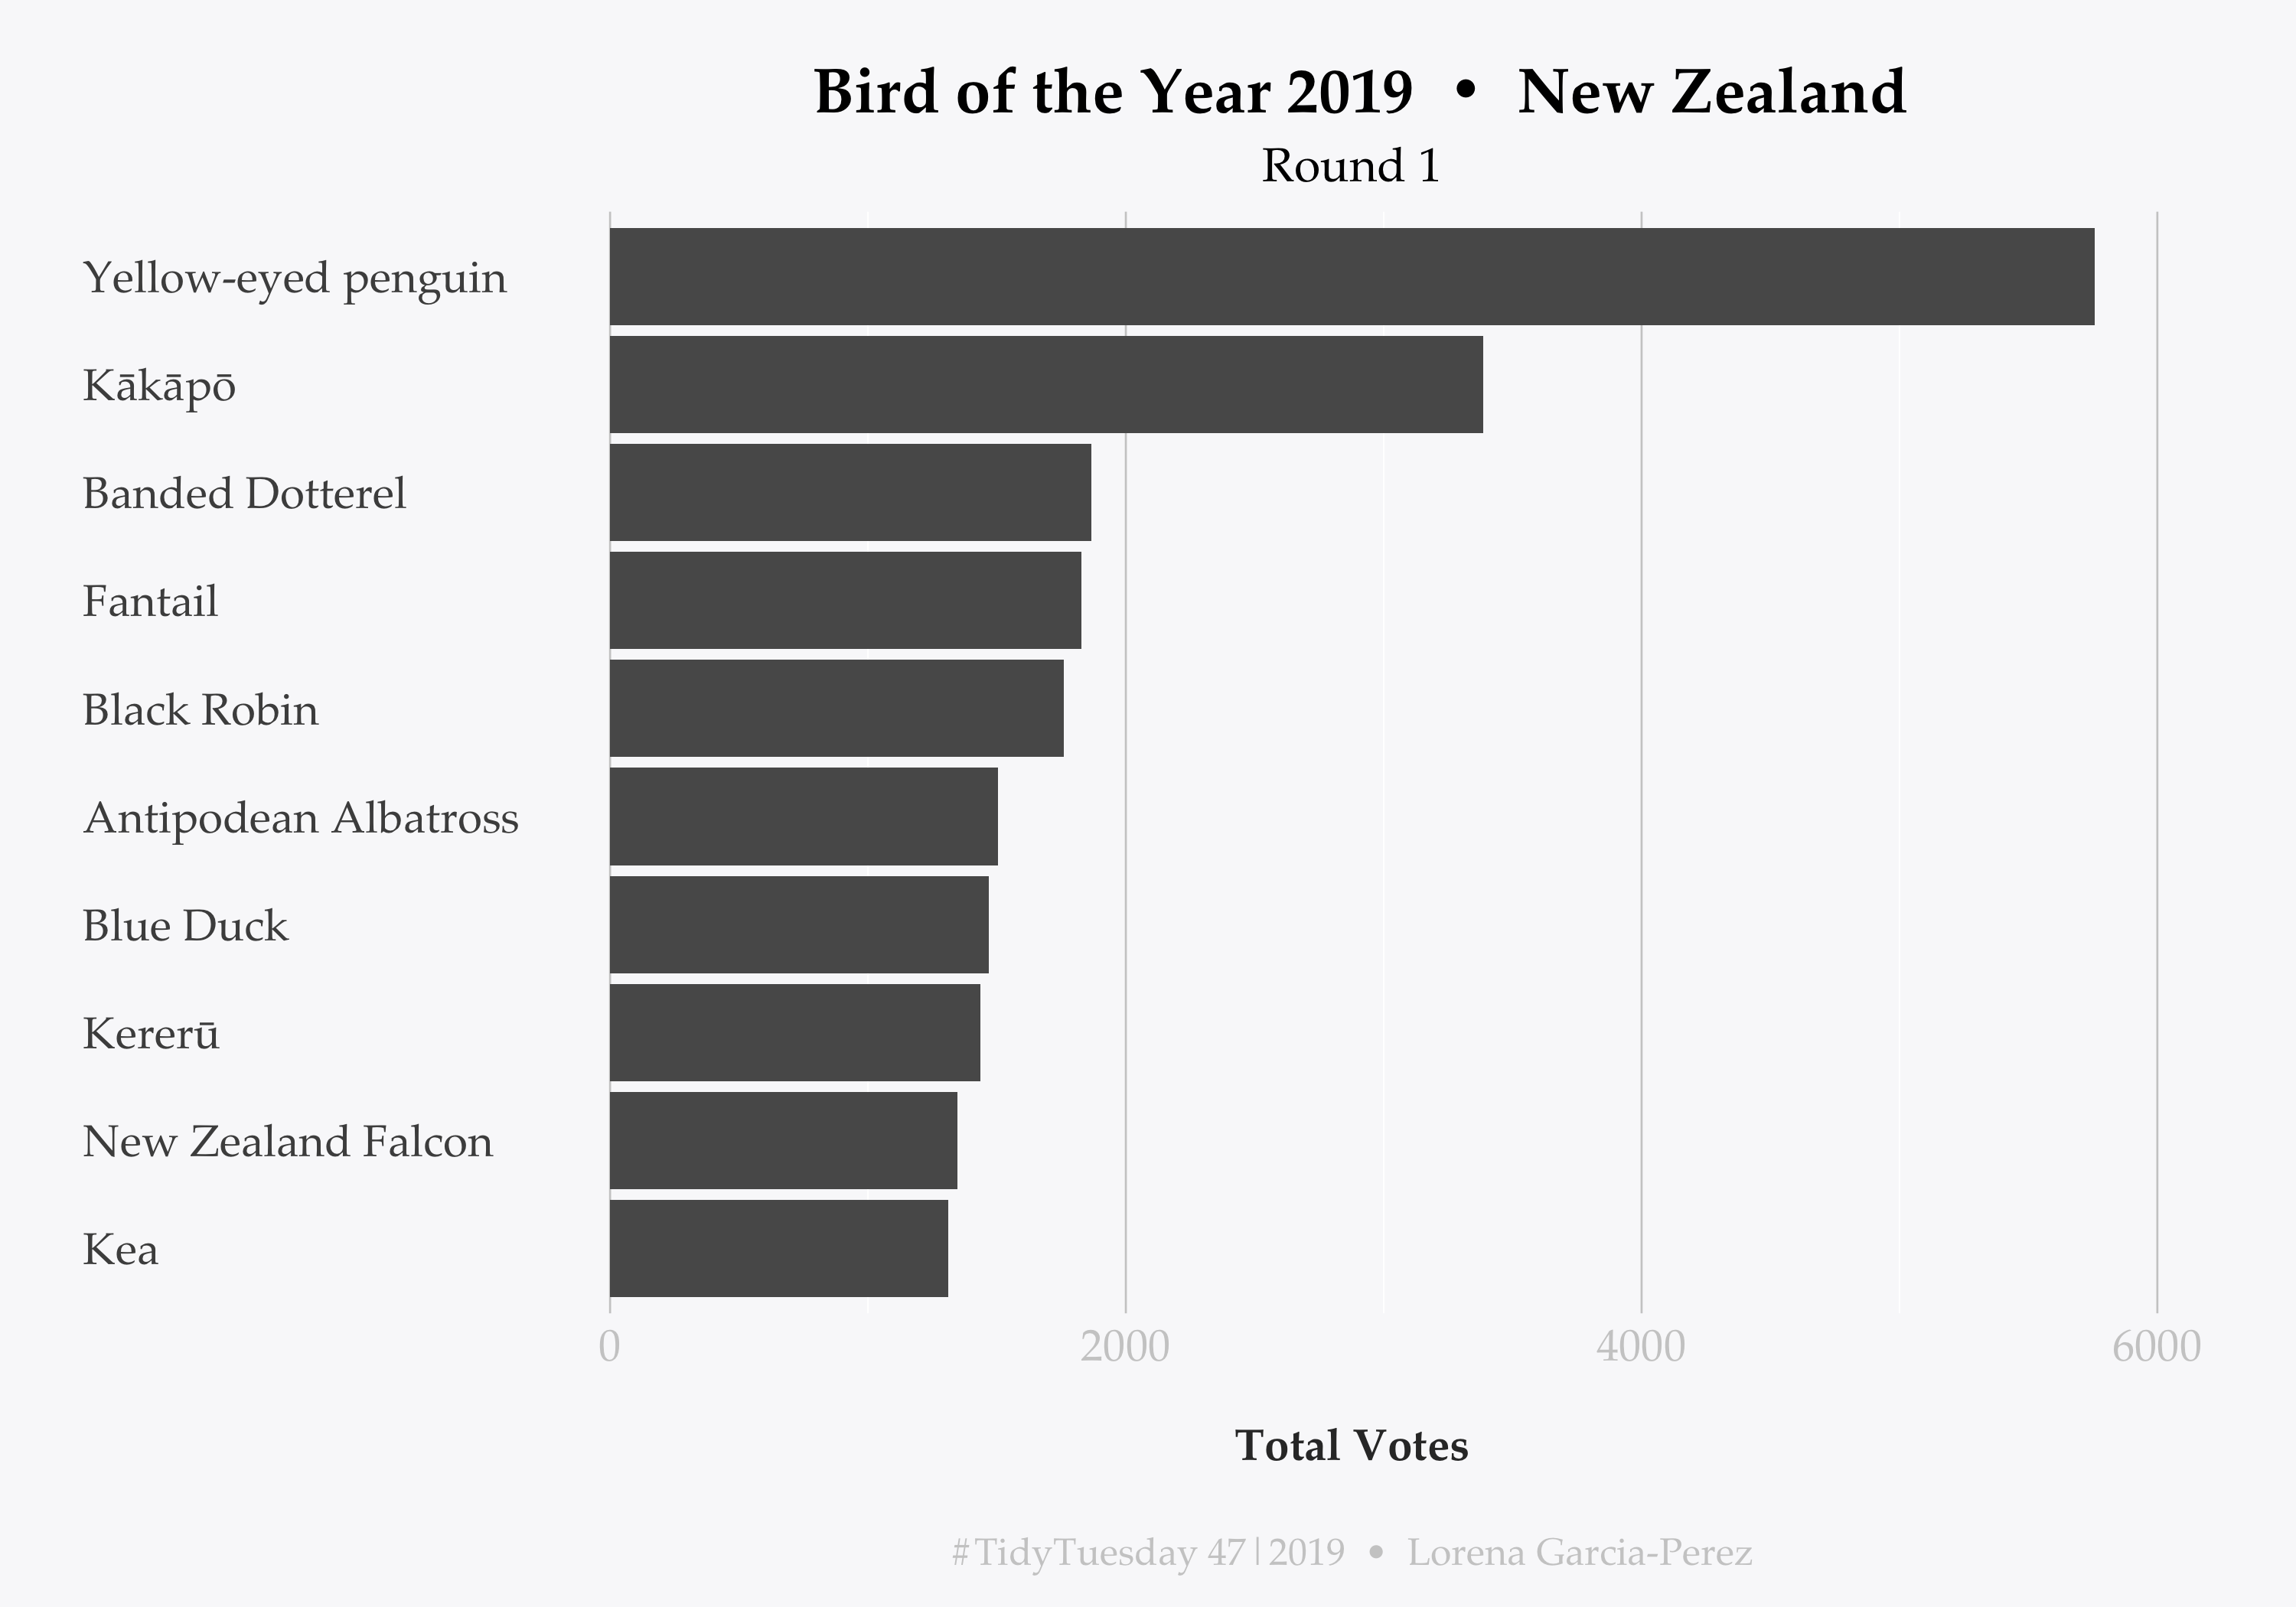 Bird of the Year 2019 • New Zealand
Round 1
Yellow-eyed penguin
Kākāpō
Banded Dotterel
Fantail
Black Robin
Antipodean Albatross
Blue Duck
Kererū
New Zealand Falcon
Kea
0 2000 4000 6000
Total Votes
#TidyTuesday 47|2019 • Lorena Garcia-Perez